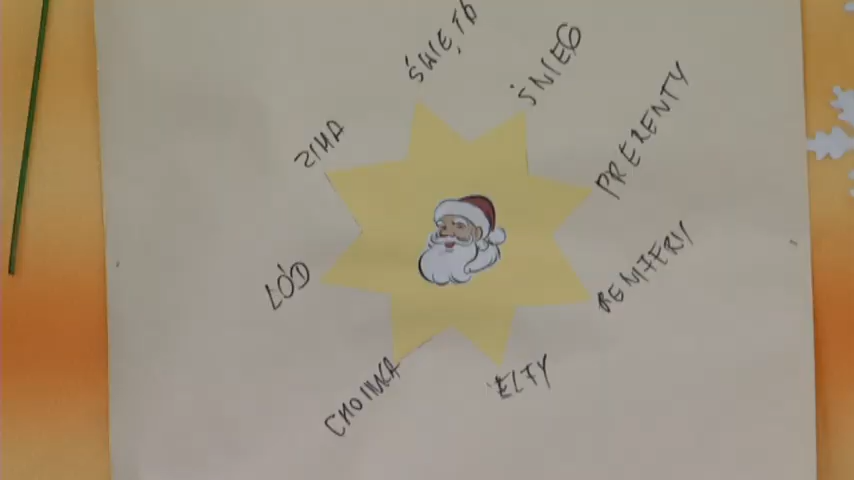 ŚWIĘTA
ŚNIEG
ZIMA
PREZENTY
LÓD
RENIFERY
CHOINKA
ELFY